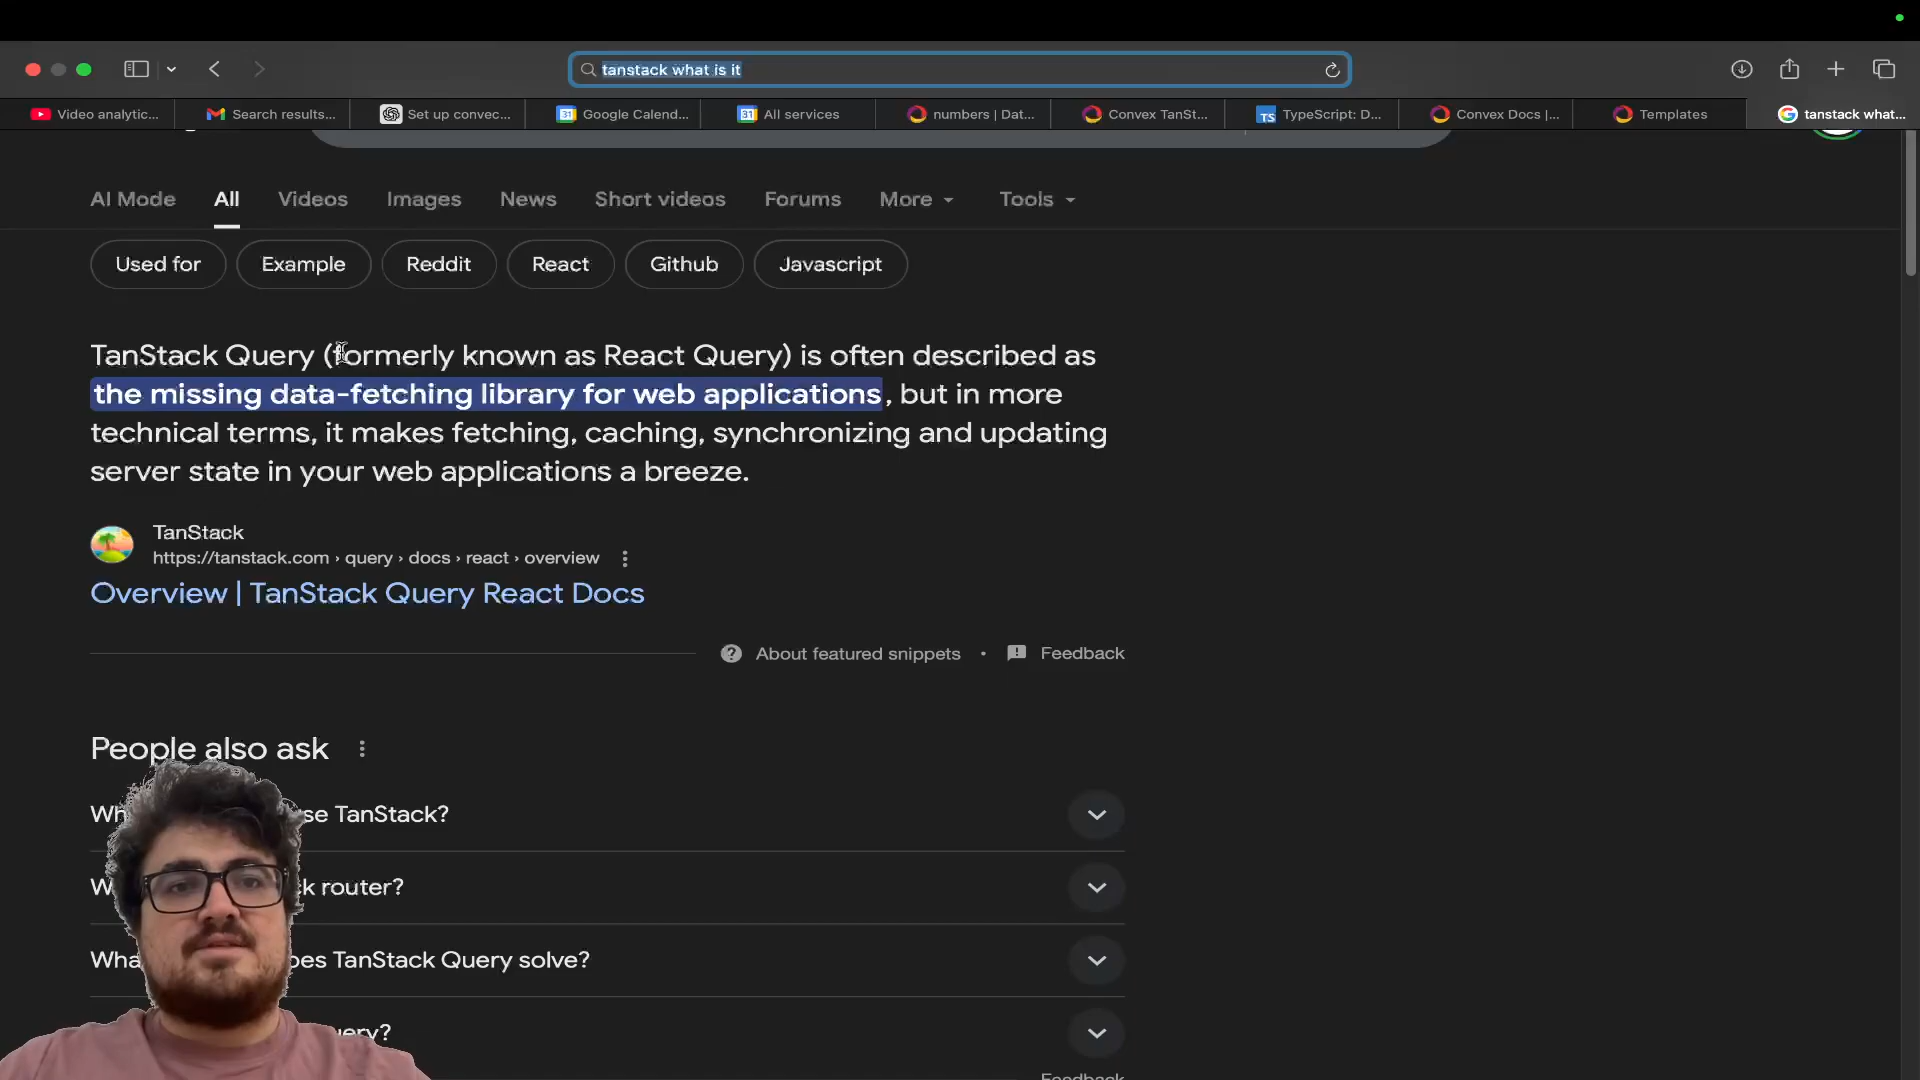 tanstack what is it
Video analytic...
Search results...
Set up convec...
Google Calend...
All services
numbers | Dat...
Convex TanSt...
TypeScript: D...
Convex Docs |...
Templates
tanstack what...
AI Mode
All
Videos
Images
News
Short videos
Forums
More
Tools
Used for
Example
Reddit
React
Github
Javascript
TanStack Query (formerly known as React Query) is often described as
the missing data-fetching library for web applications, but in more
technical terms, it makes fetching, caching, synchronizing and updating
server state in your web applications a breeze.
TanStack
https://tanstack.com › query › docs › react › overview
Overview | TanStack Query React Docs
About featured snippets • Feedback
People also ask
TanStack?
router?
TanStack Query solve?
Feedback